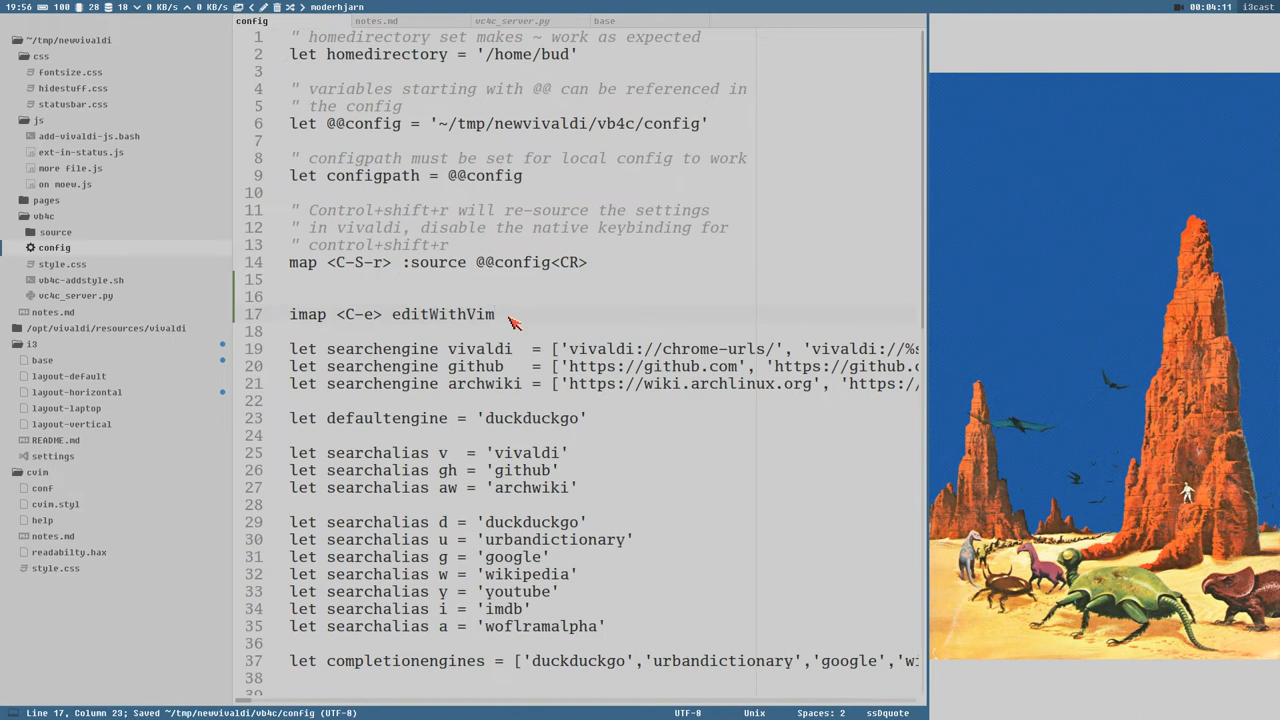 19:56 100 28 18 0 KB/s 0 KB/s > moderhjarn
00:04:11 i3cast
~/tmp/newvivaldi
css
fontsize.css
hidestuff.css
statusbar.css
js
add-vivaldi-js.bash
ext-in-status.js
more file.js
on moew.js
pages
vb4c
source
config
style.css
vb4c-addstyle.sh
vc4c_server.py
notes.md
/opt/vivaldi/resources/vivaldi
i3
base
layout-default
layout-horizontal
layout-laptop
layout-vertical
README.md
settings
cvim
conf
cvim.styl
help
notes.md
readabilty.hax
style.css
config notes.md vc4c_server.py base
1 " homedirectory set makes ~ work as expected
2 let homedirectory = '/home/bud'
3
4 " variables starting with @@ can be referenced in
5 " the config
6 let @@config = '~/tmp/newvivaldi/vb4c/config'
7
8 " configpath must be set for local config to work
9 let configpath = @@config
10
11 " Control+shift+r will re-source the settings
12 " in vivaldi, disable the native keybinding for
13 " control+shift+r
14 map <C-S-r> :source @@config<CR>
15
16
17 imap <C-e> editWithVim
18
19 let searchengine vivaldi = ['vivaldi://chrome-urls/', 'vivaldi://%s
20 let searchengine github = ['https://github.com', 'https://github.c
21 let searchengine archwiki = ['https://wiki.archlinux.org', 'https:/
22
23 let defaultengine = 'duckduckgo'
24
25 let searchalias v = 'vivaldi'
26 let searchalias gh = 'github'
27 let searchalias aw = 'archwiki'
28
29 let searchalias d = 'duckduckgo'
30 let searchalias u = 'urbandictionary'
31 let searchalias g = 'google'
32 let searchalias w = 'wikipedia'
33 let searchalias y = 'youtube'
34 let searchalias i = 'imdb'
35 let searchalias a = 'woflramalpha'
36
37 let completionengines = ['duckduckgo','urbandictionary','google','wi
38
39
Line 17, Column 23; Saved ~/tmp/newvivaldi/vb4c/config (UTF-8) UTF-8 Unix Spaces: 2 ssDquote